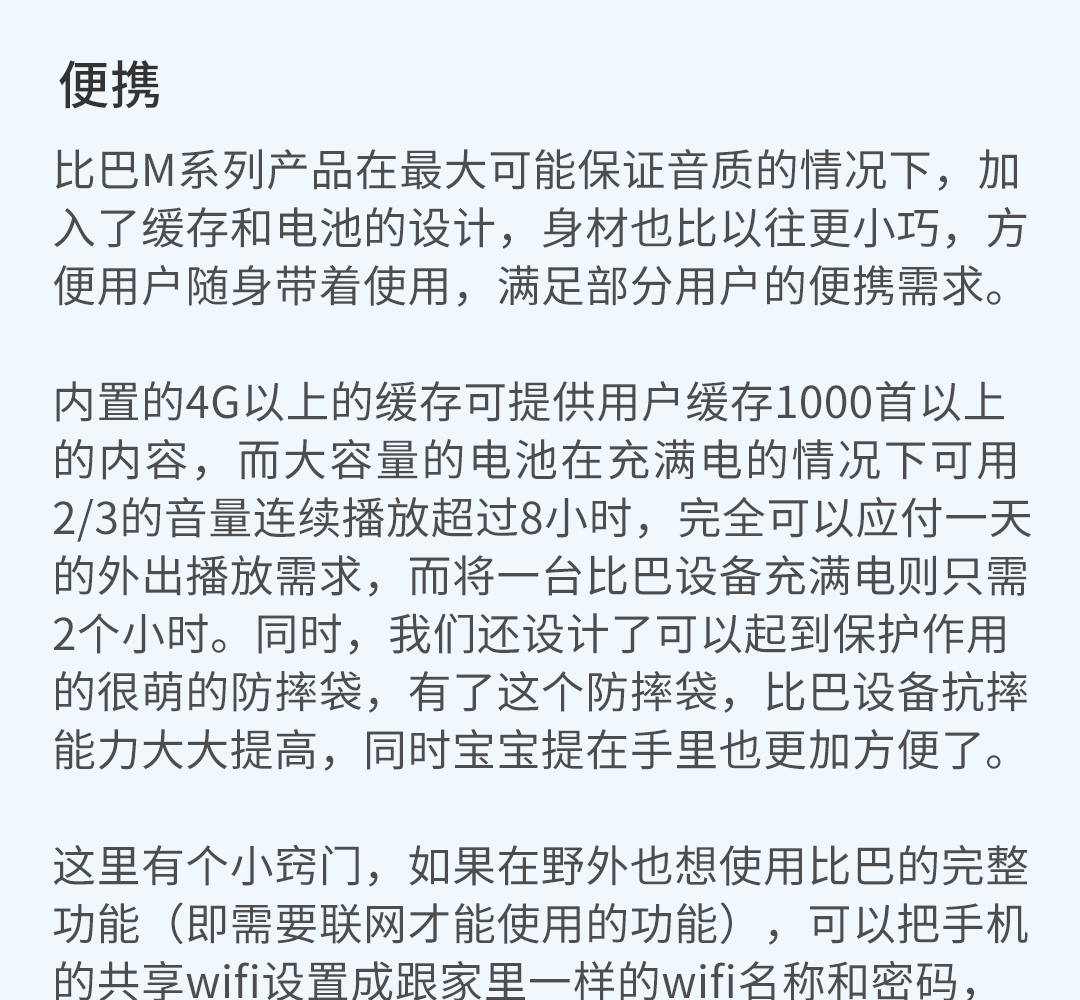 便携
比巴M系列产品在最大可能保证音质的情况下，加
入了缓存和电池的设计，身材也比以往更小巧，方
便用户随身带着使用，满足部分用户的便携需求。
内置的4G以上的缓存可提供用户缓存1000首以上
的内容，而大容量的电池在充满电的情况下可用
2/3的音量连续播放超过8小时，完全可以应付一天
的外出播放需求，而将一台比巴设备充满电则只需
2个小时。同时，我们还设计了可以起到保护作用
的很萌的防摔袋，有了这个防摔袋，比巴设备抗摔
能力大大提高，同时宝宝提在手里也更加方便了。
这里有个小窍门，如果在野外也想使用比巴的完整
功能（即需要联网才能使用的功能），可以把手机
的共享wifi设置成跟家里一样的wifi名称和密码，